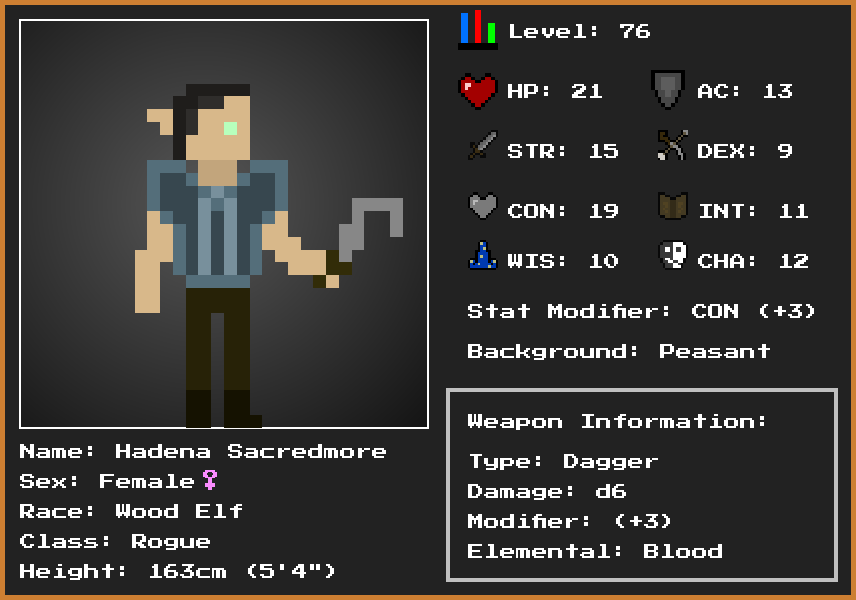 Level: 76
HP: 21
AC: 13
STR: 15
DEX: 9
CON: 19
INT: 11
WIS: 10
CHA: 12
Stat Modifier: CON (+3)
Background: Peasant
Weapon Information:
Type: Dagger
Damage: d6
Modifier: (+3)
Elemental: Blood
Name: Hadena Sacredmore
Sex: Female♀
Race: Wood Elf
Class: Rogue
Height: 163cm (5'4")